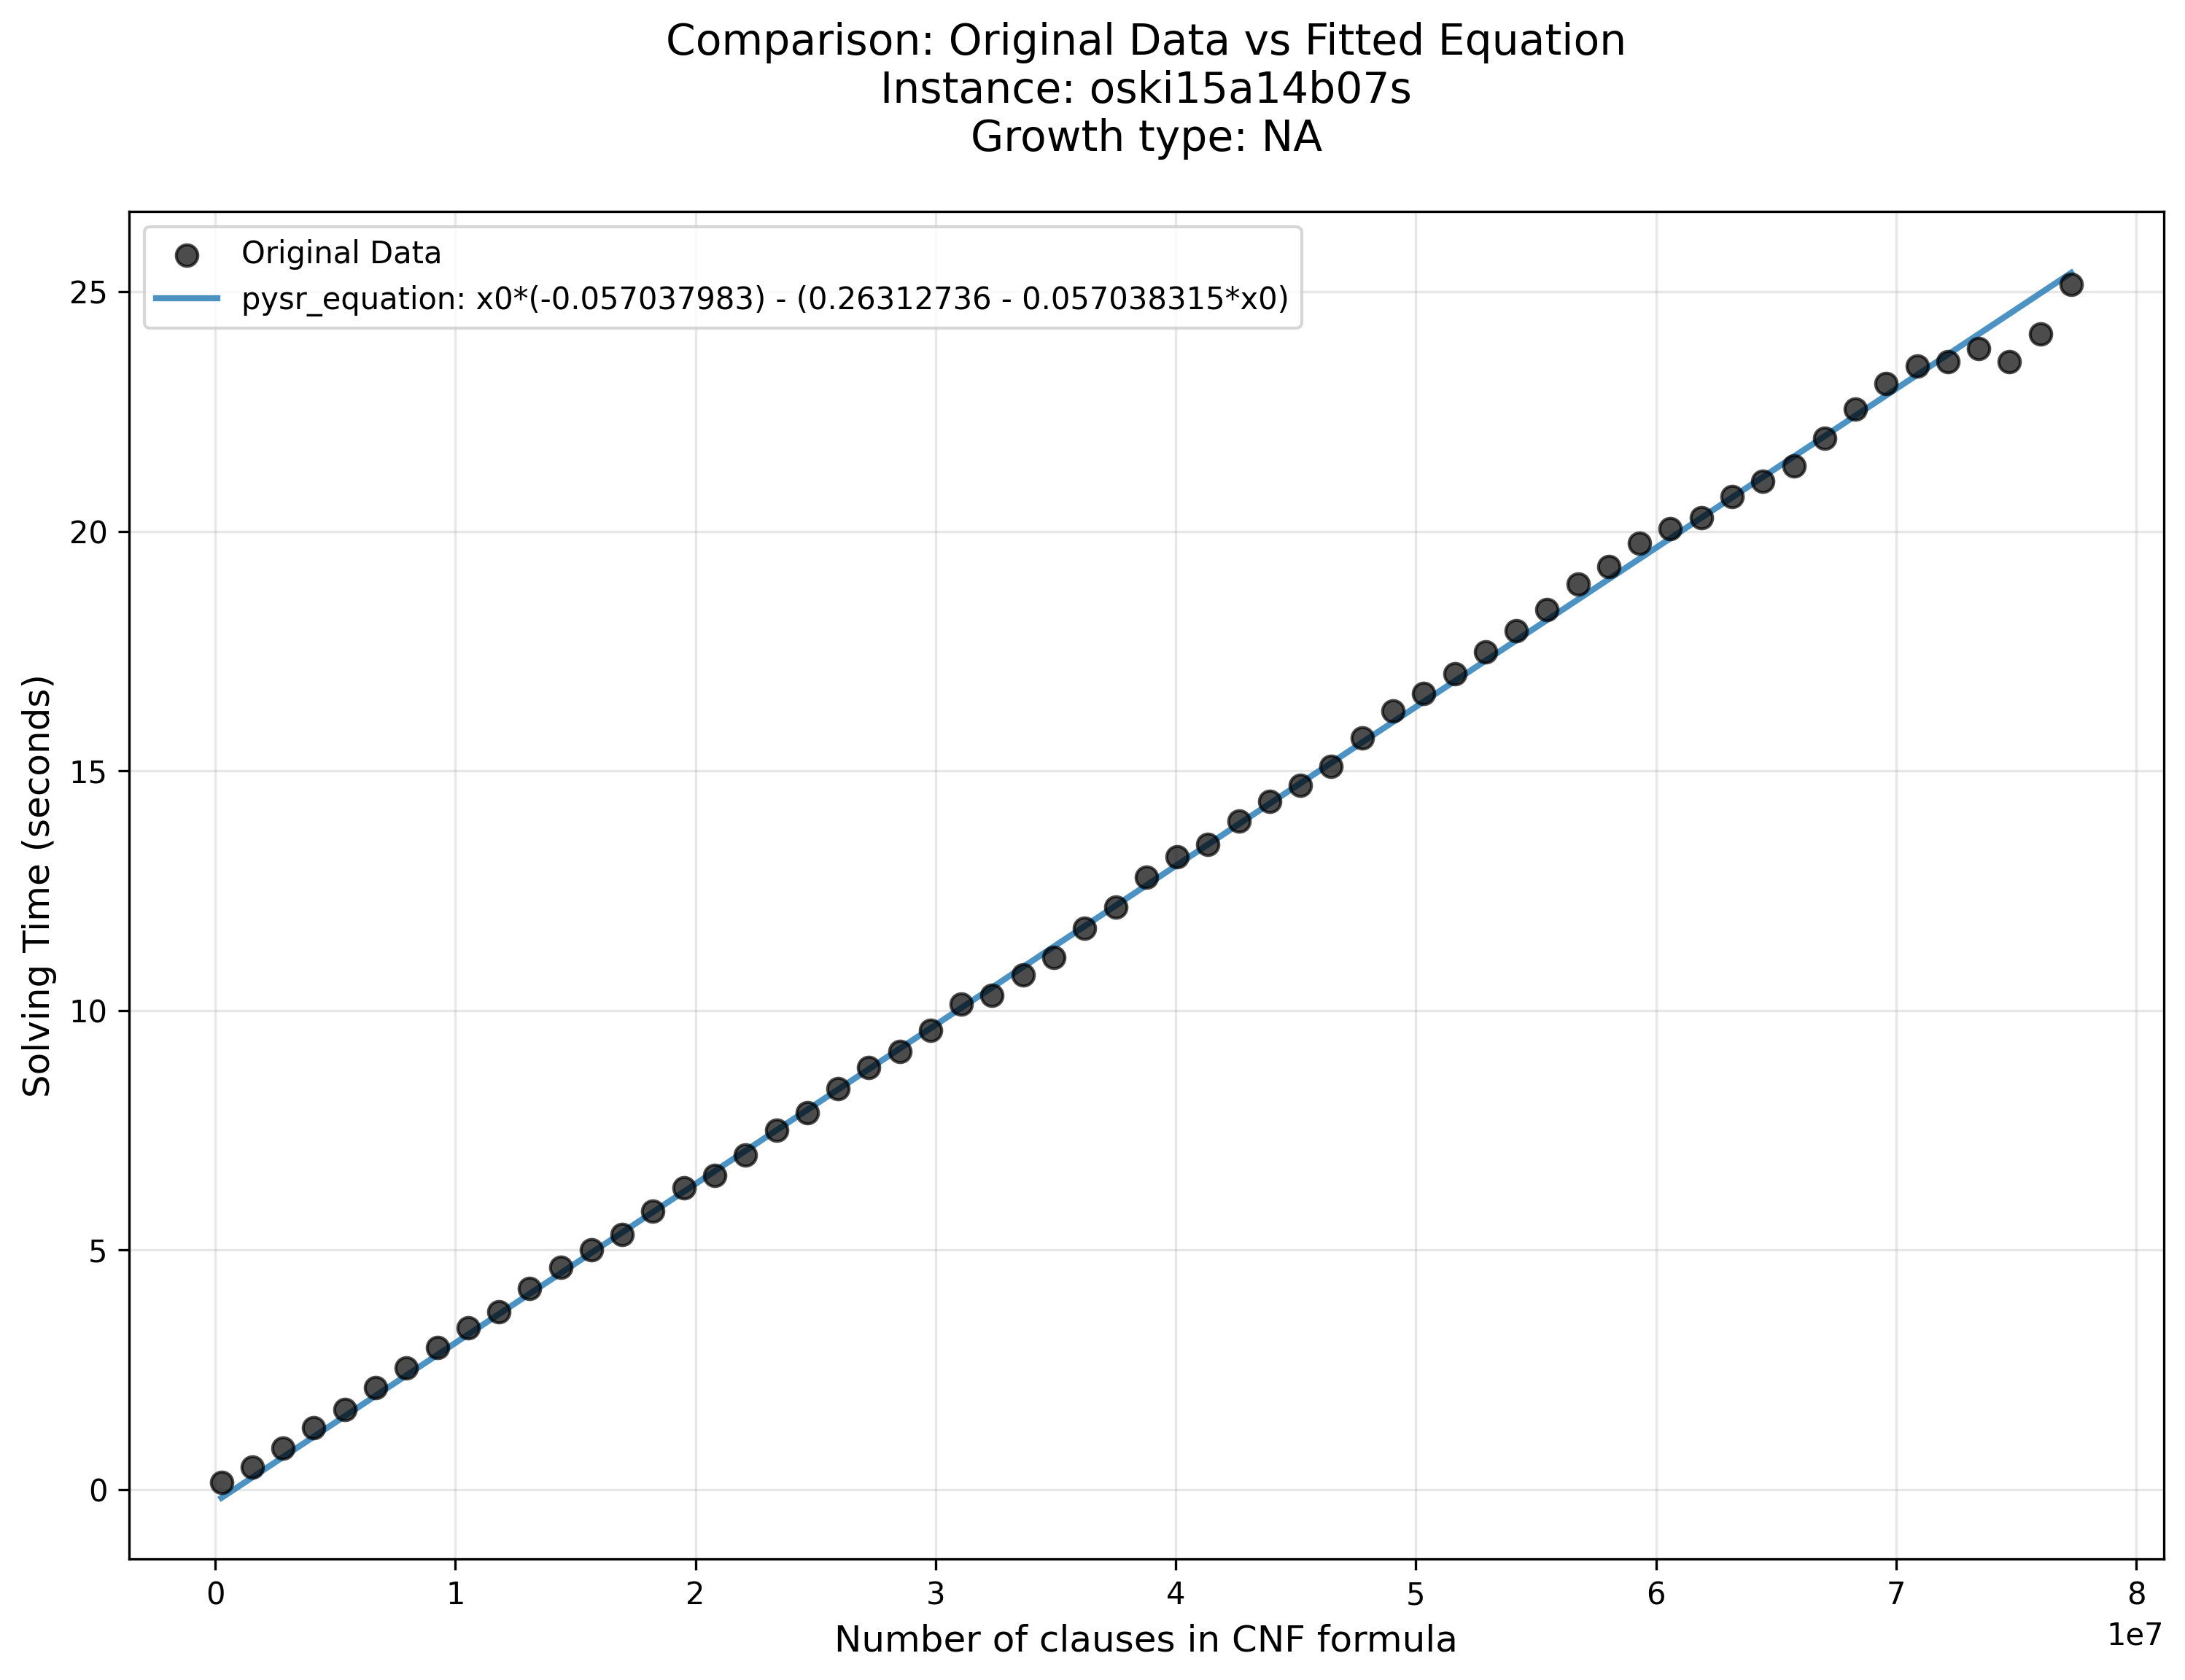 Comparison: Original Data vs Fitted Equation
Instance: oski15a14b07s
Growth type: NA
Original Data
pysr_equation: x0*(-0.057037983) - (0.26312736 - 0.057038315*x0)
25
20
15
10
5
0
Solving Time (seconds)
0 1 2 3 4 5 6 7 8
1e7
Number of clauses in CNF formula